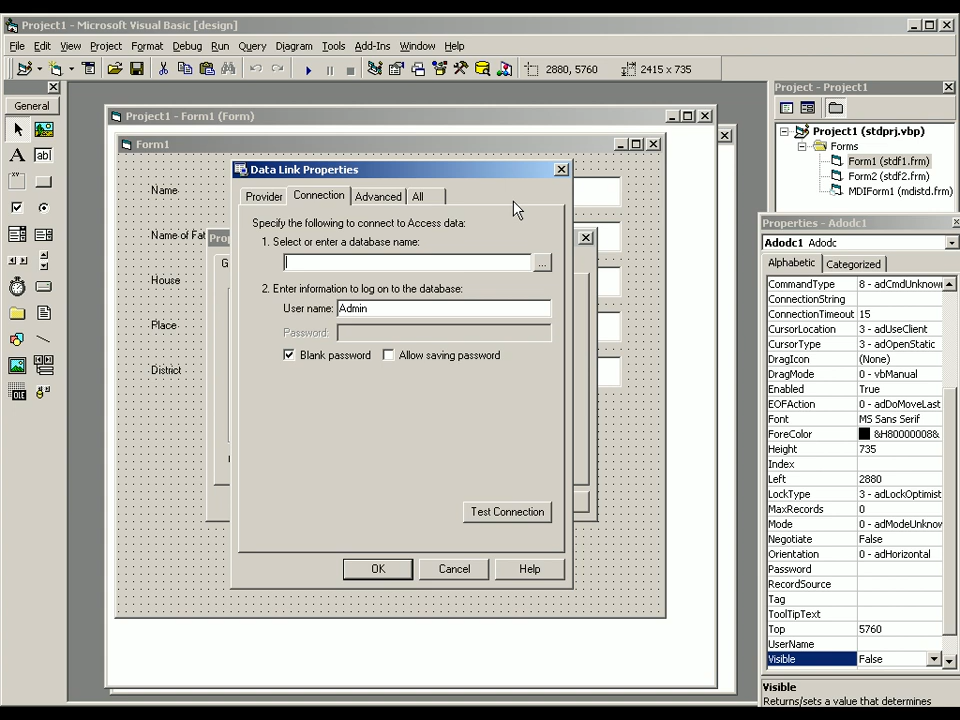 Project1 - Microsoft Visual Basic [design]
File Edit View Project Format Debug Run Query Diagram Tools Add-Ins Window Help
2880, 5760 2415 x 735
General
A
ab|
OLE
Project1 - Form1 (Form)
Form1
Name
Name of Fat
House
Place
District
Data Link Properties
Provider Connection Advanced All
Specify the following to connect to Access data:
1. Select or enter a database name:
...
2. Enter information to log on to the database:
User name: Admin
Password:
Blank password Allow saving password
Test Connection
OK Cancel Help
Project - Project1
Project1 (stdprj.vbp)
Forms
Form1 (stdf1.frm)
Form2 (stdf2.frm)
MDIForm1 (mdistd.frm)
Properties - Adodc1
Adodc1 Adodc
Alphabetic Categorized
CommandType 8 - adCmdUnknown
ConnectionString
ConnectionTimeout 15
CursorLocation 3 - adUseClient
CursorType 3 - adOpenStatic
DragIcon (None)
DragMode 0 - vbManual
Enabled True
EOFAction 0 - adDoMoveLast
Font MS Sans Serif
ForeColor &H80000008&
Height 735
Index
Left 2880
LockType 3 - adLockOptimist
MaxRecords 0
Mode 0 - adModeUnknow
Negotiate False
Orientation 0 - adHorizontal
Password
RecordSource
Tag
ToolTipText
Top 5760
UserName
Visible False
Visible
Returns/sets a value that determines